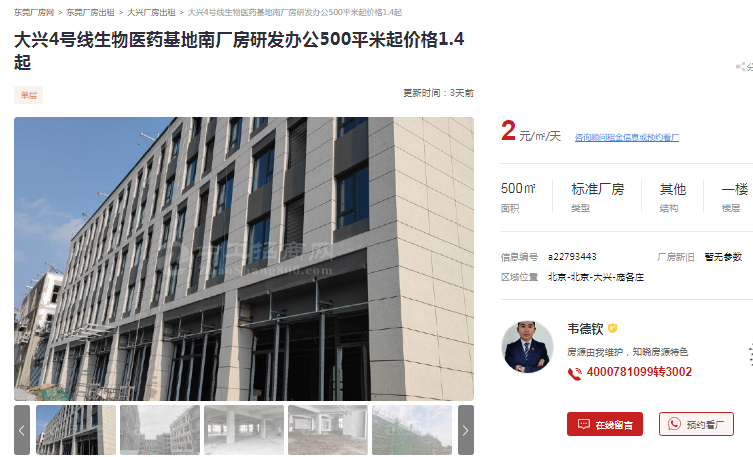 东莞厂房网 > 东莞厂房出租 > 大兴厂房出租 > 大兴4号线生物医药基地南厂房研发办公500平米起价格1.4起
大兴4号线生物医药基地南厂房研发办公500平米起价格1.4
起
单层
更新时间：3天前
2 元/㎡/天
咨询顾问租金信息或预约看厂
500㎡
面积
标准厂房
类型
其他
结构
一楼
楼层
信息编号 a22793443
厂房新旧 暂无参数
区域位置 北京-北京-大兴-庞各庄
韦德钦
房源由我维护，知晓房源特色
4000781099转3002
在线留言
预约看厂